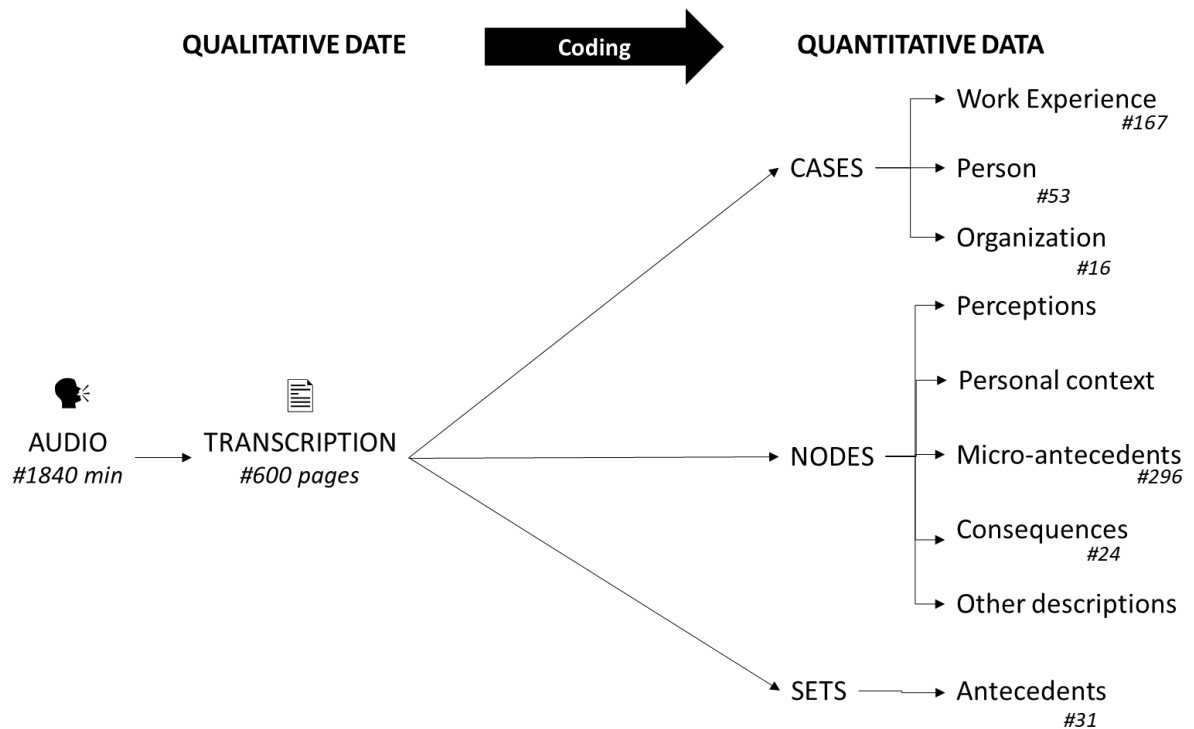 QUALITATIVE DATE
Coding
QUANTITATIVE DATA
AUDIO
#1840 min
TRANSCRIPTION
#600 pages
CASES
Work Experience
#167
Person
#53
Organization
#16
NODES
Perceptions
Personal context
Micro-antecedents
#296
Consequences
#24
Other descriptions
SETS
Antecedents
#31